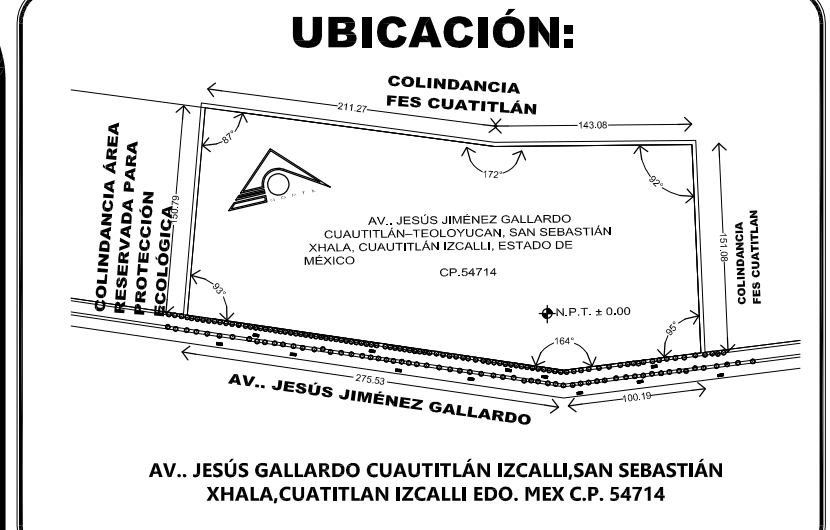 UBICACIÓN:
COLINDANCIA
FES CUATITLÁN
211.27
143.08
87°
172°
92°
COLINDANCIA ÁREA
RESERVADA PARA
PROTECCIÓN
ECOLÓGICA
150.79
NORTE
AV.. JESÚS JIMÉNEZ GALLARDO
CUAUTITLÁN–TEOLOYUCAN, SAN SEBASTIÁN
XHALA, CUATITLÁN IZCALLI, ESTADO DE
MÉXICO
CP.54714
151.08
COLINDANCIA
FES CUATITLAN
93°
N.P.T. ± 0.00
164°
95°
275.53
100.19
AV.. JESÚS JIMÉNEZ GALLARDO
AV.. JESÚS GALLARDO CUAUTITLÁN IZCALLI,SAN SEBASTIÁN
XHALA,CUATITLAN IZCALLI EDO. MEX C.P. 54714